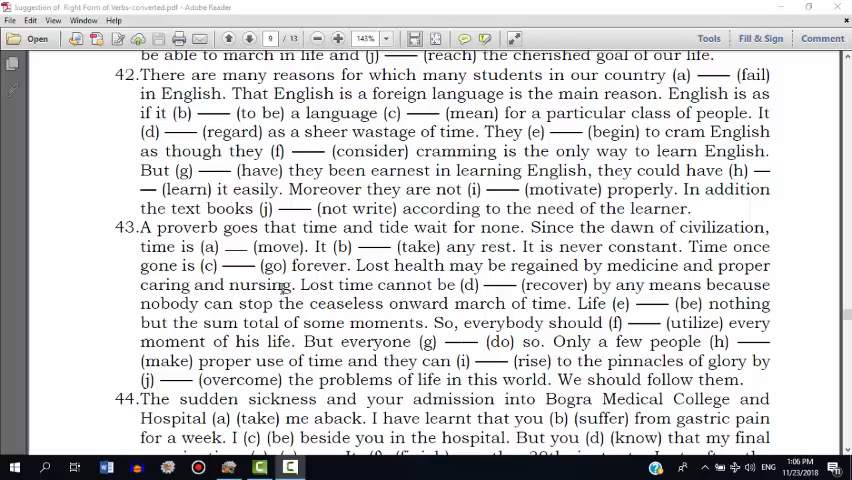 Suggestion of Right Form of Verbs-converted.pdf - Adobe Reader
File Edit View Window Help
Open 9 / 13 143% Tools Fill & Sign Comment
be able to march in life and (j) —— (reach) the cherished goal of our life.
42. There are many reasons for which many students in our country (a) —— (fail)
in English. That English is a foreign language is the main reason. English is as
if it (b) —— (to be) a language (c) —— (mean) for a particular class of people. It
(d) —— (regard) as a sheer wastage of time. They (e) —— (begin) to cram English
as though they (f) —— (consider) cramming is the only way to learn English.
But (g) —— (have) they been earnest in learning English, they could have (h) —
— (learn) it easily. Moreover they are not (i) —— (motivate) properly. In addition
the text books (j) —— (not write) according to the need of the learner.
43. A proverb goes that time and tide wait for none. Since the dawn of civilization,
time is (a) __ (move). It (b) —— (take) any rest. It is never constant. Time once
gone is (c) —— (go) forever. Lost health may be regained by medicine and proper
caring and nursing. Lost time cannot be (d) —— (recover) by any means because
nobody can stop the ceaseless onward march of time. Life (e) —— (be) nothing
but the sum total of some moments. So, everybody should (f) —— (utilize) every
moment of his life. But everyone (g) —— (do) so. Only a few people (h) ——
(make) proper use of time and they can (i) —— (rise) to the pinnacles of glory by
(j) —— (overcome) the problems of life in this world. We should follow them.
44. The sudden sickness and your admission into Bogra Medical College and
Hospital (a) (take) me aback. I have learnt that you (b) (suffer) from gastric pain
for a week. I (c) (be) beside you in the hospital. But you (d) (know) that my final
ENG 1:06 PM
11/23/2018